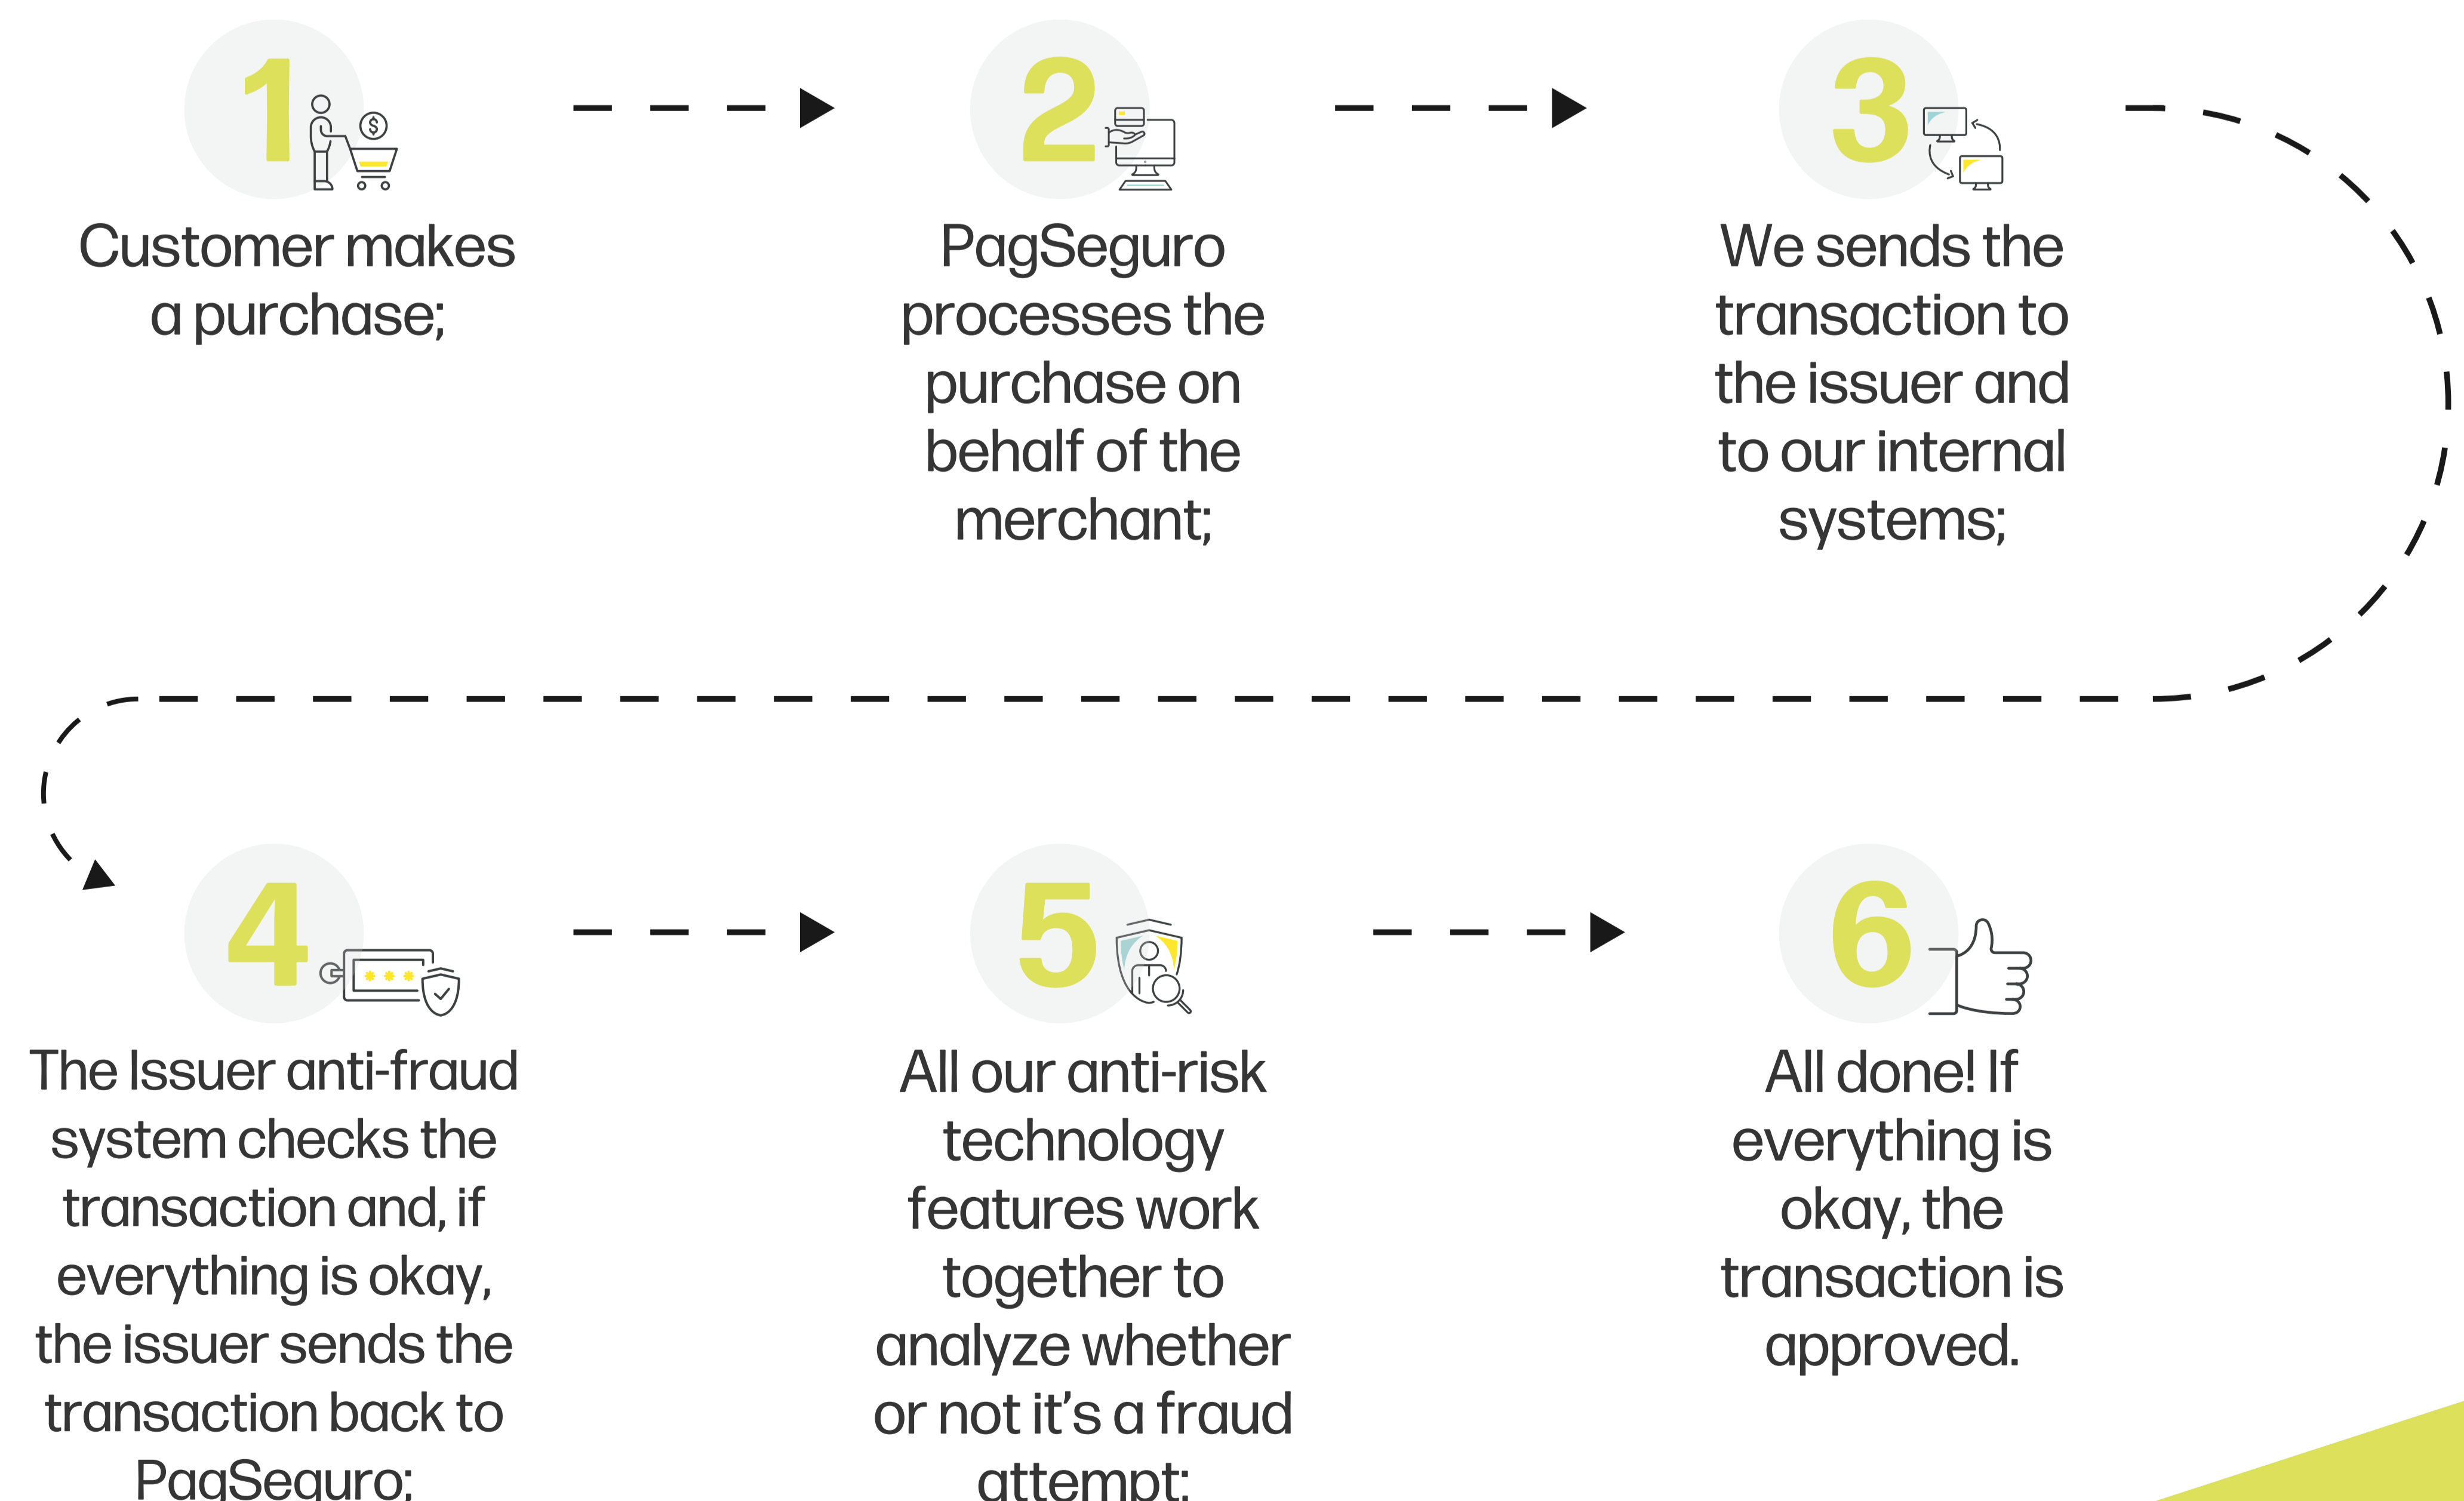 1
Customer makes
a purchase;
2
PagSeguro
processes the
purchase on
behalf of the
merchant;
3
We sends the
transaction to
the issuer and
to our internal
systems;
4
The Issuer anti-fraud
system checks the
transaction and, if
everything is okay,
the issuer sends the
transaction back to
PagSeguro;
5
All our anti-risk
technology
features work
together to
analyze whether
or not it’s a fraud
attempt;
6
All done! If
everything is
okay, the
transaction is
approved.